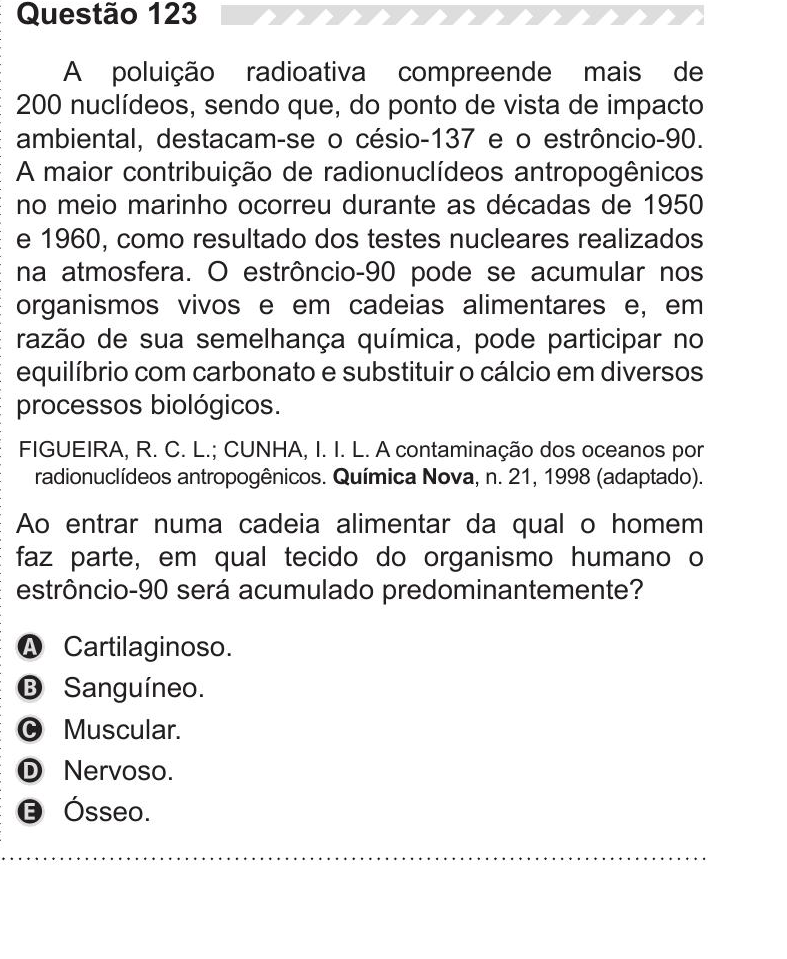 Questão 123
A poluição radioativa compreende mais de
200 nuclídeos, sendo que, do ponto de vista de impacto
ambiental, destacam-se o césio-137 e o estrôncio-90.
A maior contribuição de radionuclídeos antropogênicos
no meio marinho ocorreu durante as décadas de 1950
e 1960, como resultado dos testes nucleares realizados
na atmosfera. O estrôncio-90 pode se acumular nos
organismos vivos e em cadeias alimentares e, em
razão de sua semelhança química, pode participar no
equilíbrio com carbonato e substituir o cálcio em diversos
processos biológicos.
FIGUEIRA, R. C. L.; CUNHA, I. I. L. A contaminação dos oceanos por
radionuclídeos antropogênicos. Química Nova, n. 21, 1998 (adaptado).
Ao entrar numa cadeia alimentar da qual o homem
faz parte, em qual tecido do organismo humano o
estrôncio-90 será acumulado predominantemente?
A Cartilaginoso.
B Sanguíneo.
C Muscular.
D Nervoso.
E Ósseo.